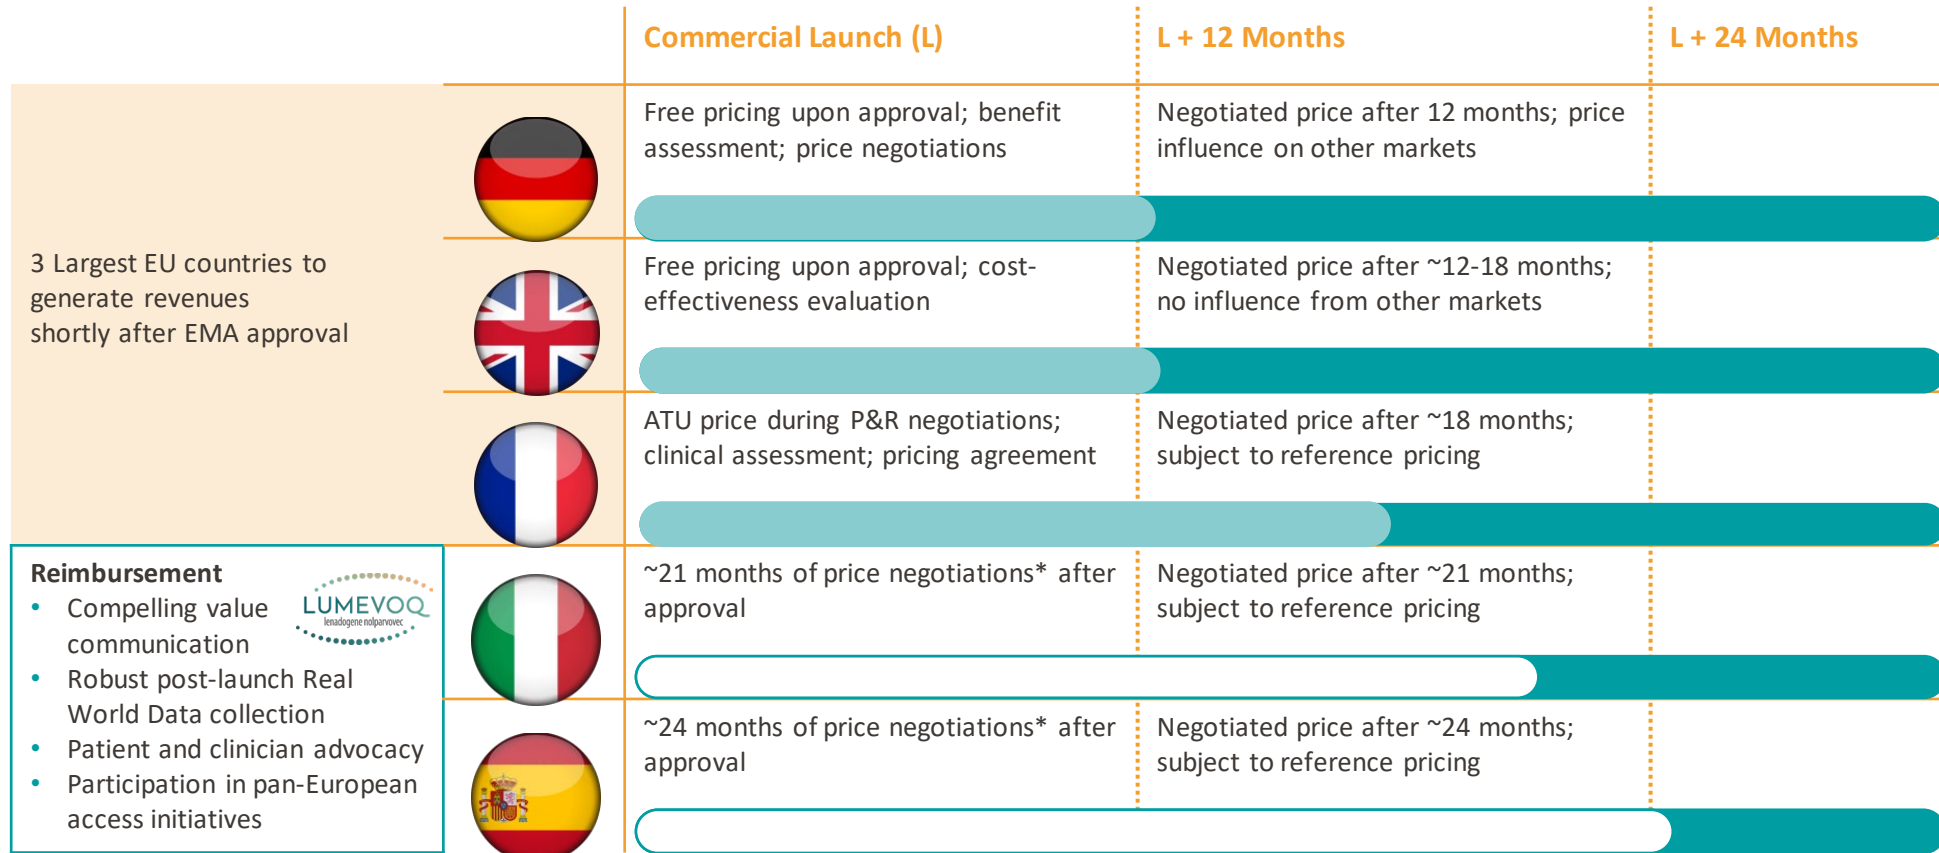 Commercial Launch (L)
L + 12 Months
L + 24 Months
3 Largest EU countries to
generate revenues
shortly after EMA approval
Free pricing upon approval; benefit
assessment; price negotiations
Negotiated price after 12 months; price
influence on other markets
Free pricing upon approval; cost-
effectiveness evaluation
Negotiated price after ~12-18 months;
no influence from other markets
ATU price during P&R negotiations;
clinical assessment; pricing agreement
Negotiated price after ~18 months;
subject to reference pricing
Reimbursement
• Compelling value
communication
• Robust post-launch Real
World Data collection
• Patient and clinician advocacy
• Participation in pan-European
access initiatives
LUMEVOQ
lenadogene nolparvovec
~21 months of price negotiations* after
approval
Negotiated price after ~21 months;
subject to reference pricing
~24 months of price negotiations* after
approval
Negotiated price after ~24 months;
subject to reference pricing